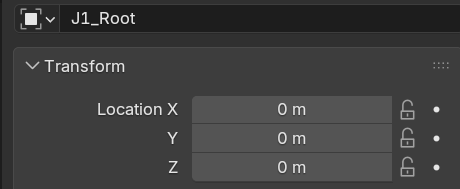 J1_Root
Transform
Location X 0 m
Y 0 m
Z 0 m